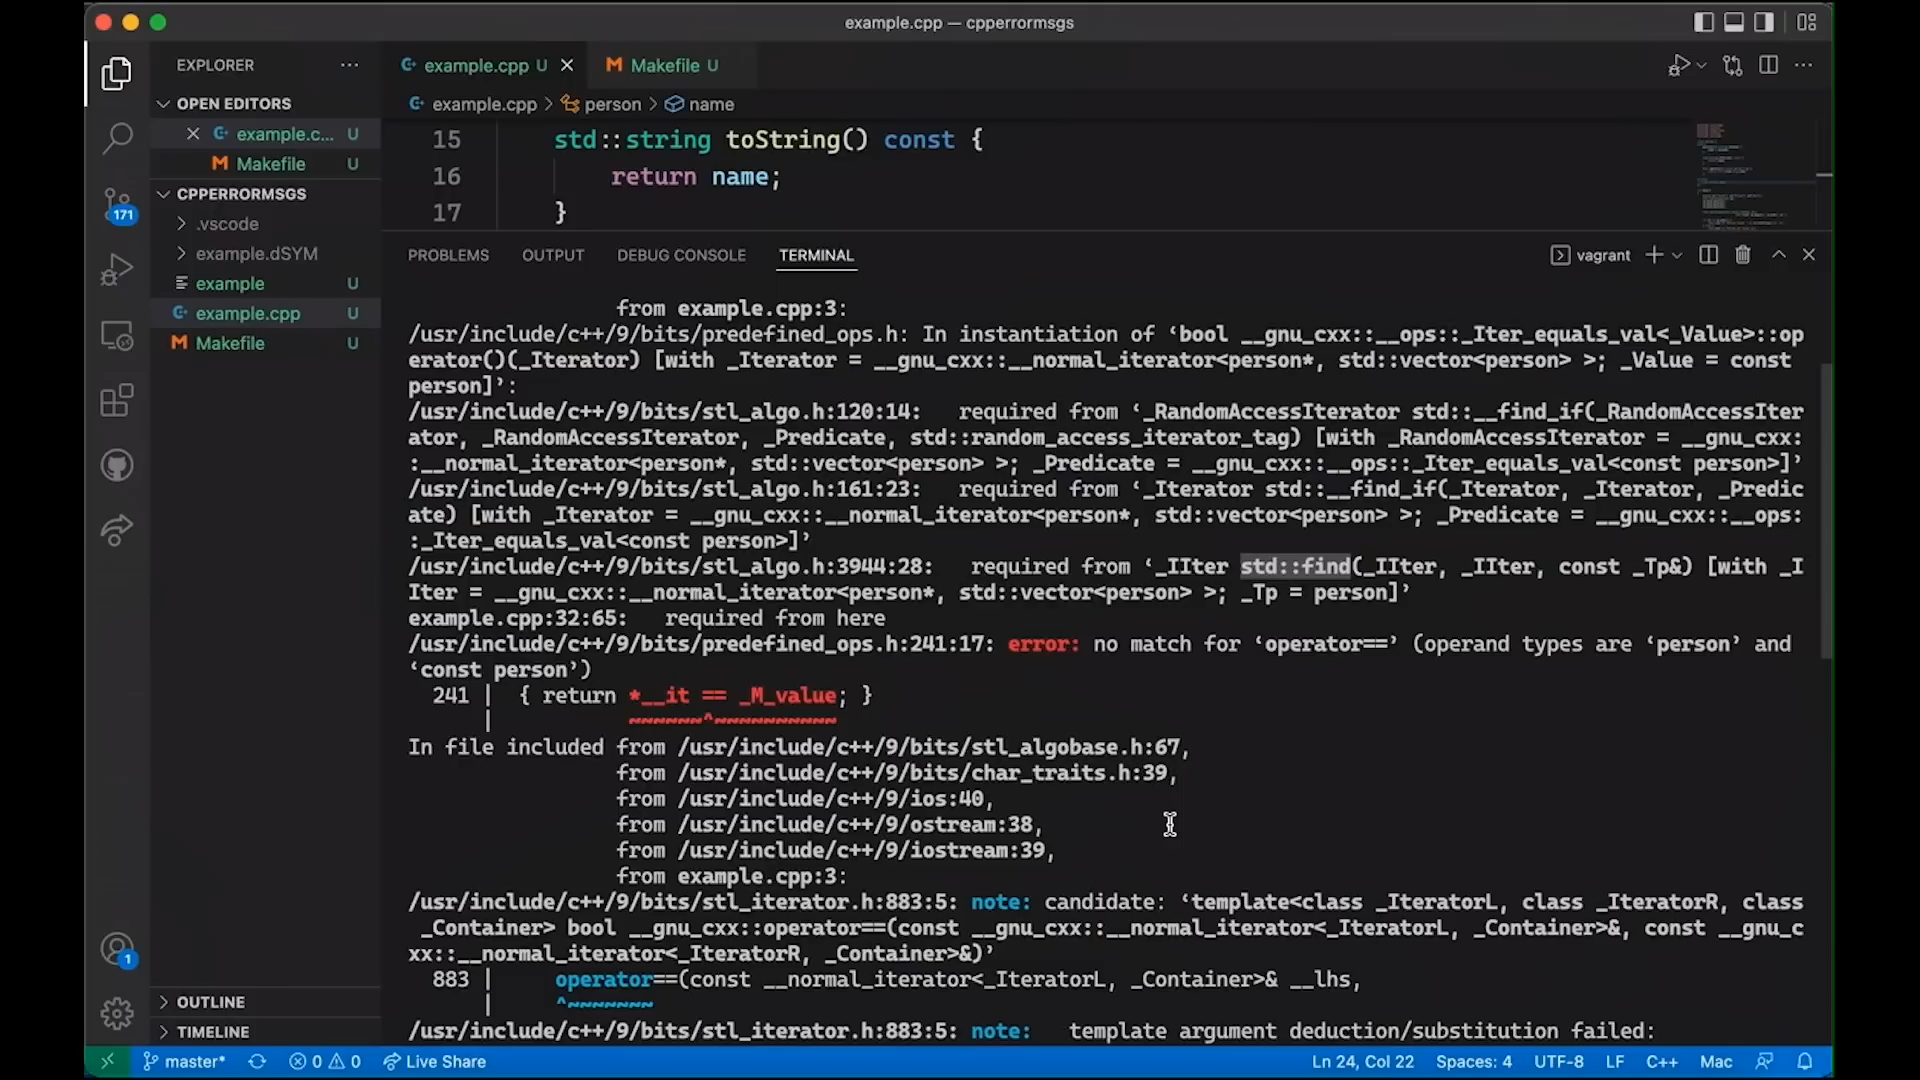 example.cpp — cpperrormsgs
EXPLORER
OPEN EDITORS
example.c... U
Makefile U
CPPERRORMSGS
.vscode
example.dSYM
example U
example.cpp U
Makefile U
OUTLINE
TIMELINE
171
1
example.cpp U
Makefile U
example.cpp > person > name
15 std::string toString() const {
16 return name;
17 }
PROBLEMS OUTPUT DEBUG CONSOLE TERMINAL
vagrant
from example.cpp:3:
/usr/include/c++/9/bits/predefined_ops.h: In instantiation of ‘bool __gnu_cxx::__ops::_Iter_equals_val<_Value>::op
erator()(_Iterator) [with _Iterator = __gnu_cxx::__normal_iterator<person*, std::vector<person> >; _Value = const
person]’:
/usr/include/c++/9/bits/stl_algo.h:120:14:   required from ‘_RandomAccessIterator std::__find_if(_RandomAccessIter
ator, _RandomAccessIterator, _Predicate, std::random_access_iterator_tag) [with _RandomAccessIterator = __gnu_cxx:
:__normal_iterator<person*, std::vector<person> >; _Predicate = __gnu_cxx::__ops::_Iter_equals_val<const person>]’
/usr/include/c++/9/bits/stl_algo.h:161:23:   required from ‘_Iterator std::__find_if(_Iterator, _Iterator, _Predic
ate) [with _Iterator = __gnu_cxx::__normal_iterator<person*, std::vector<person> >; _Predicate = __gnu_cxx::__ops:
:_Iter_equals_val<const person>]’
/usr/include/c++/9/bits/stl_algo.h:3944:28:   required from ‘_IIter std::find(_IIter, _IIter, const _Tp&) [with _I
Iter = __gnu_cxx::__normal_iterator<person*, std::vector<person> >; _Tp = person]’
example.cpp:32:65:   required from here
/usr/include/c++/9/bits/predefined_ops.h:241:17: error: no match for ‘operator==’ (operand types are ‘person’ and
‘const person’)
241 |  { return *__it == _M_value; }
| ~~~~~~^~~~~~~~~~~
In file included from /usr/include/c++/9/bits/stl_algobase.h:67,
from /usr/include/c++/9/bits/char_traits.h:39,
from /usr/include/c++/9/ios:40,
from /usr/include/c++/9/ostream:38,
from /usr/include/c++/9/iostream:39,
from example.cpp:3:
/usr/include/c++/9/bits/stl_iterator.h:883:5: note: candidate: ‘template<class _IteratorL, class _IteratorR, class
_Container> bool __gnu_cxx::operator==(const __gnu_cxx::__normal_iterator<_IteratorL, _Container>&, const __gnu_c
xx::__normal_iterator<_IteratorR, _Container>&)’
883 |     operator==(const __normal_iterator<_IteratorL, _Container>& __lhs,
| ^~~~~~~~
/usr/include/c++/9/bits/stl_iterator.h:883:5: note:   template argument deduction/substitution failed:
master* 0 0 Live Share Ln 24, Col 22 Spaces: 4 UTF-8 LF C++ Mac